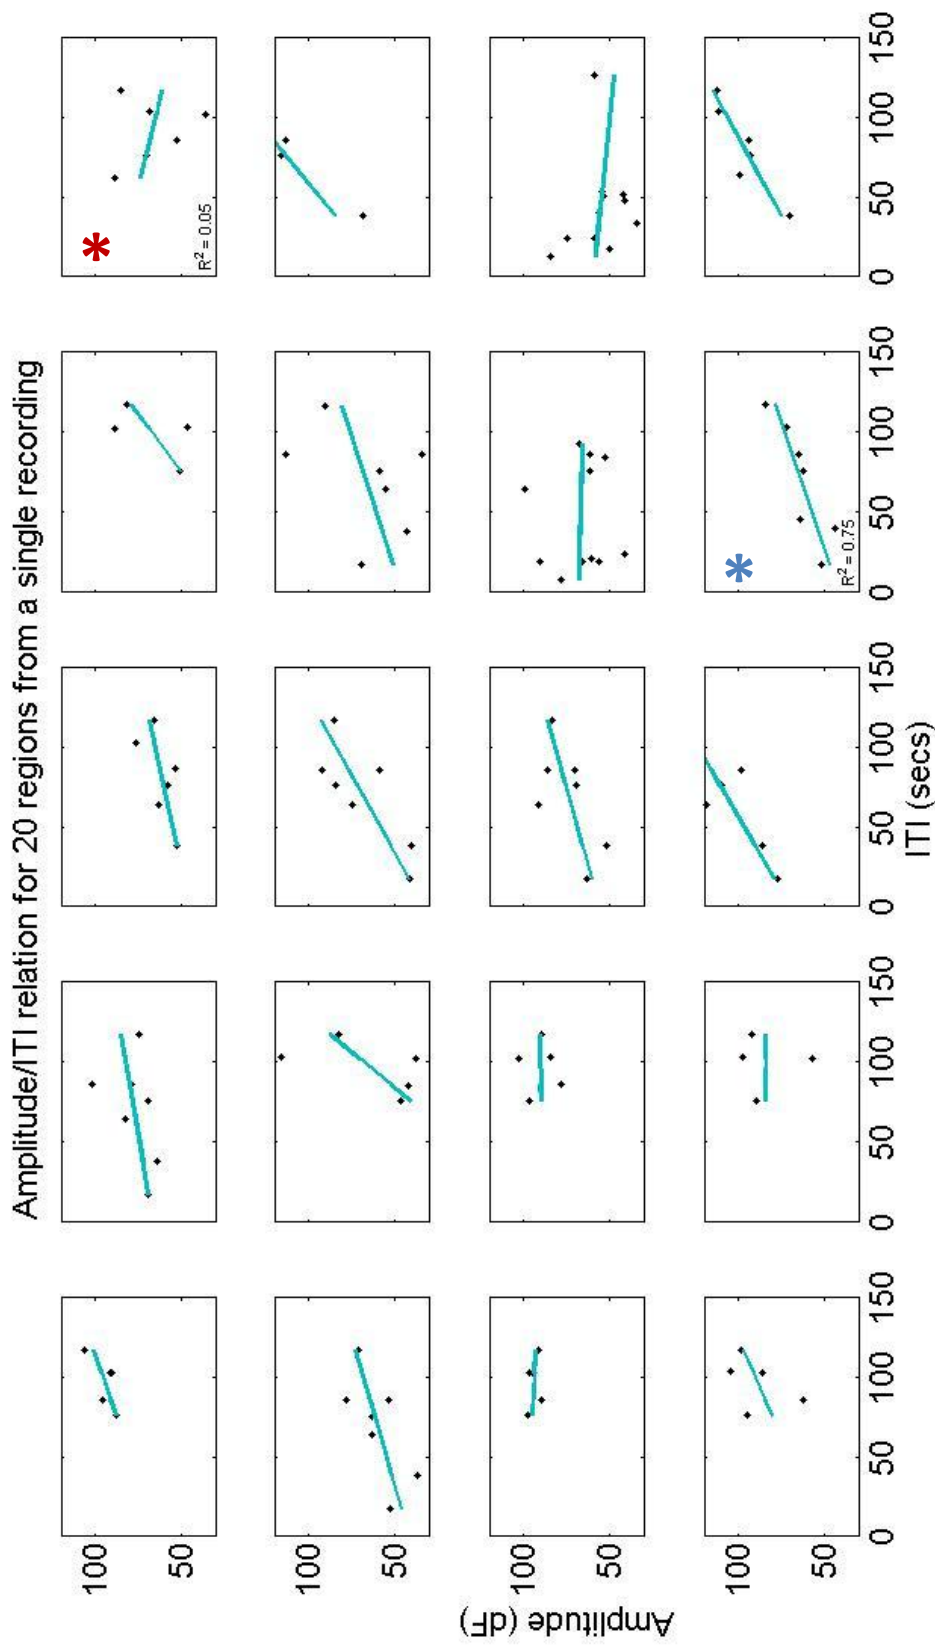 Amplitude/ITI relation for 20 regions from a single recording
100
50
*
R² = 0.05
100
50
100
50
100
50
*
R² = 0.75
Amplitude (dF)
0 50 100 150 0 50 100 150 0 50 100 150 0 50 100 150 0 50 100 150
ITI (secs)